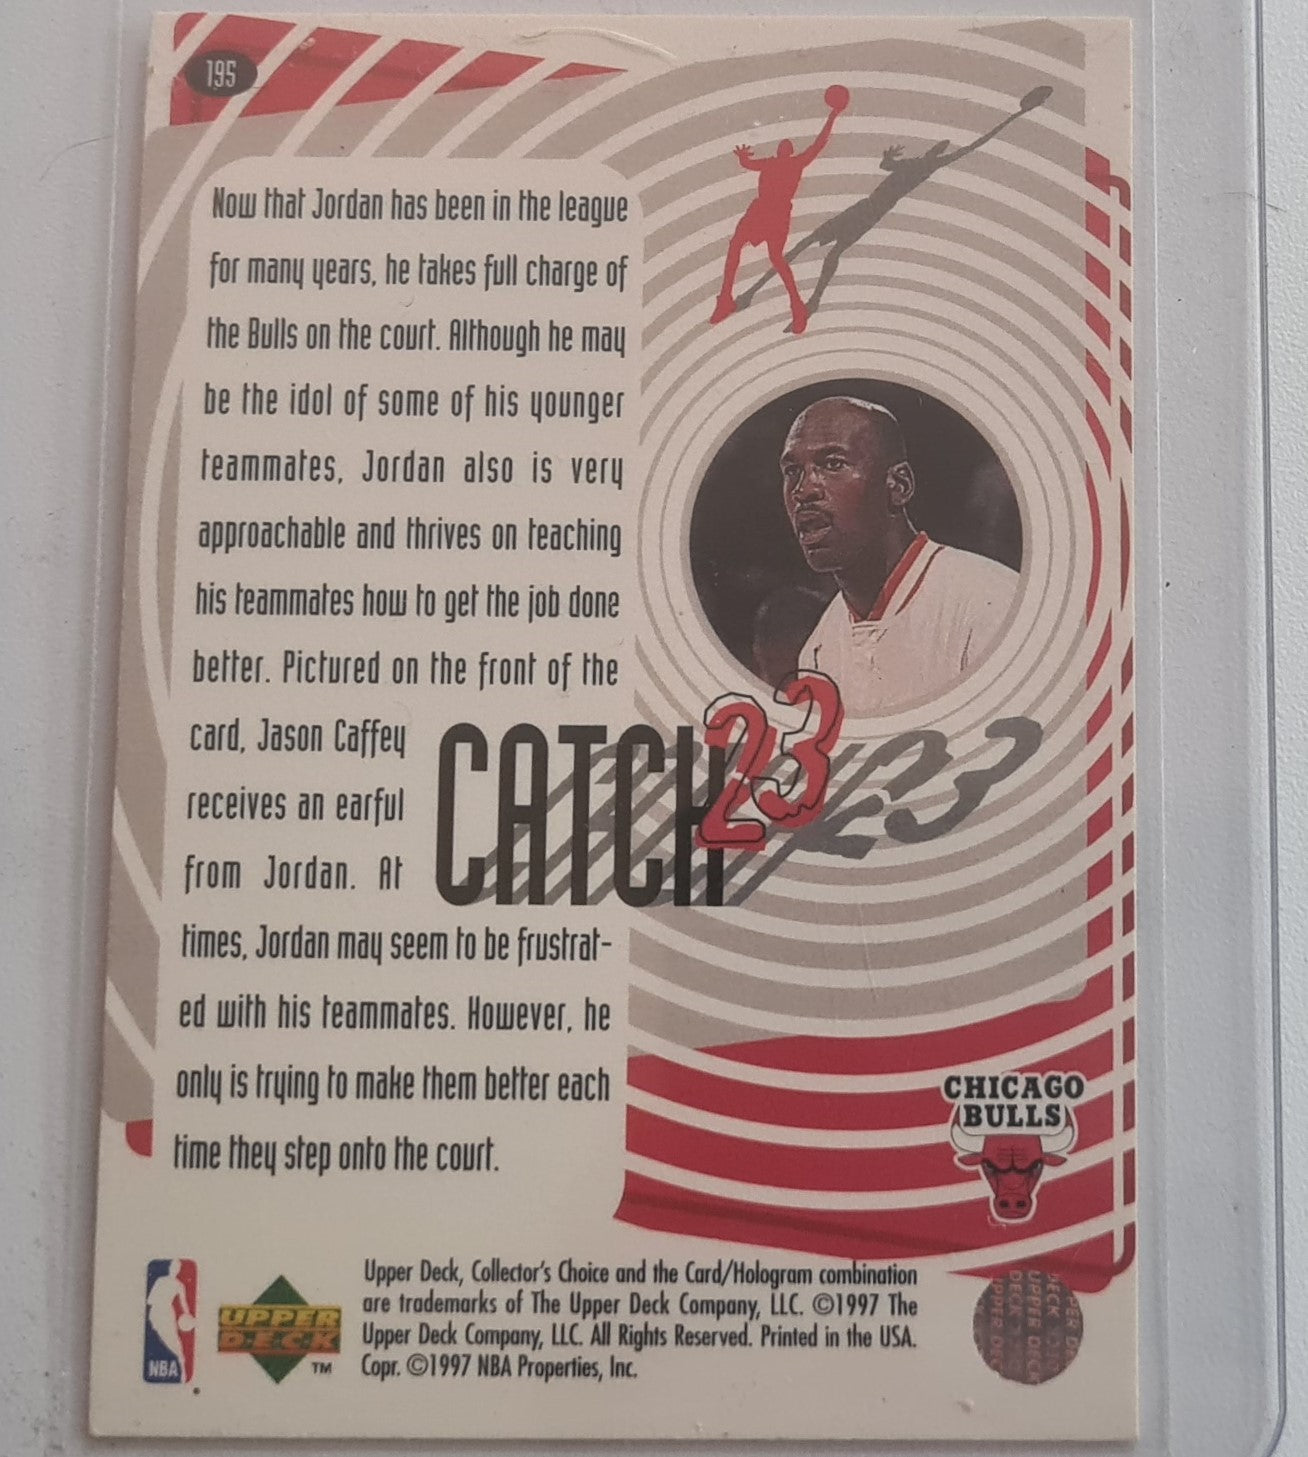 195
Now that Jordan has been in the league
for many years, he takes full charge of
the Bulls on the court. Although he may
be the idol of some of his younger
teammates, Jordan also is very
approachable and thrives on teaching
his teammates how to get the job done
better. Pictured on the front of the
card, Jason Caffey
receives an earful
from Jordan. At
times, Jordan may seem to be frustrat-
ed with his teammates. However, he
only is trying to make them better each
time they step onto the court.
CATCH 23
CHICAGO
BULLS
NBA
UPPER
DECK
TM
Upper Deck, Collector's Choice and the Card/Hologram combination
are trademarks of The Upper Deck Company, LLC. ©1997 The
Upper Deck Company, LLC. All Rights Reserved. Printed in the USA.
Copr. ©1997 NBA Properties, Inc.
UPPER DECK